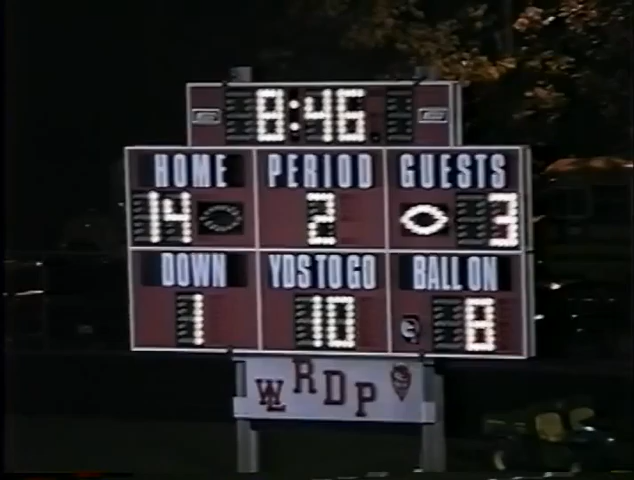 8:46
HOME PERIOD GUESTS
14 2 3
DOWN YDS TO GO BALL ON
1 10 8
WL RDP